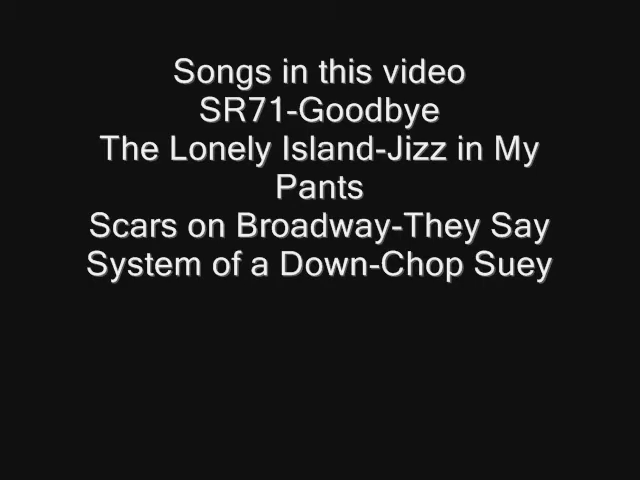 Songs in this video
SR71-Goodbye
The Lonely Island-Jizz in My
Pants
Scars on Broadway-They Say
System of a Down-Chop Suey